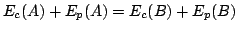 E_c(A) + E_p(A) = E_c(B) + E_p(B)